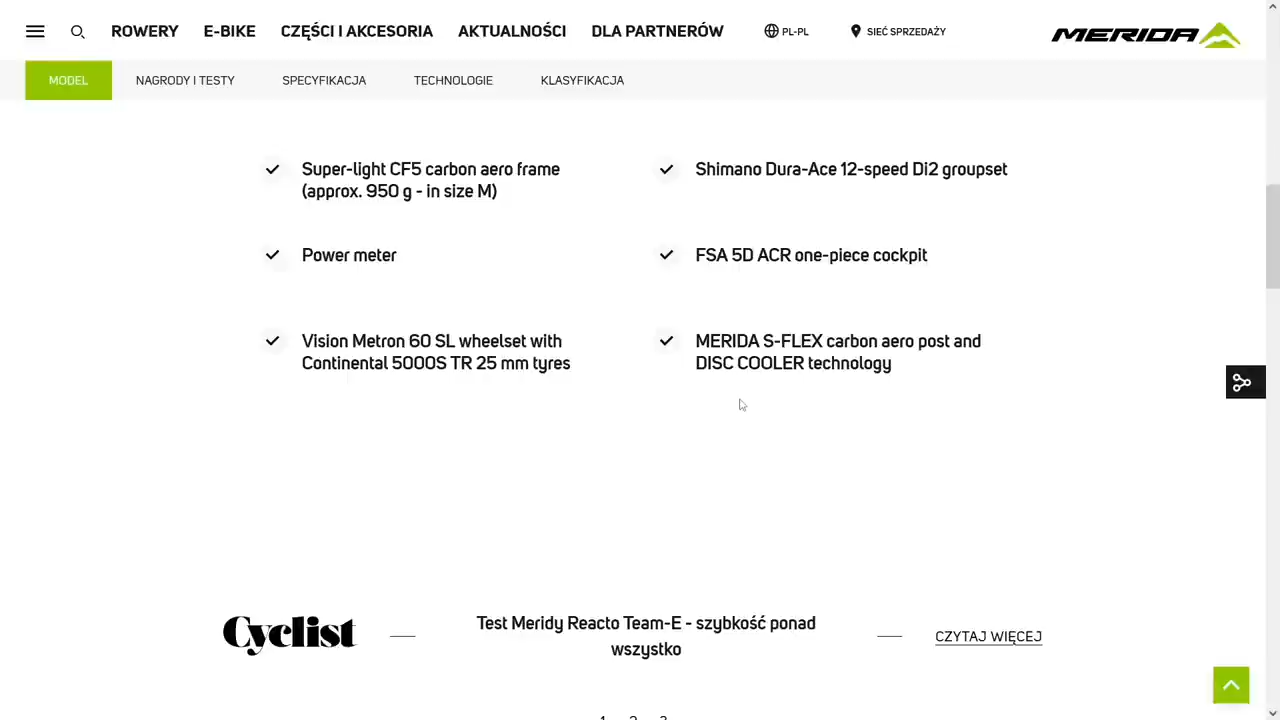 ROWERY E-BIKE CZĘŚCI I AKCESORIA AKTUALNOŚCI DLA PARTNERÓW PL-PL SIEĆ SPRZEDAŻY MERIDA
MODEL NAGRODY I TESTY SPECYFIKACJA TECHNOLOGIE KLASYFIKACJA
Super-light CF5 carbon aero frame
(approx. 950 g - in size M)
Shimano Dura-Ace 12-speed Di2 groupset
Power meter
FSA 5D ACR one-piece cockpit
Vision Metron 60 SL wheelset with
Continental 5000S TR 25 mm tyres
MERIDA S-FLEX carbon aero post and
DISC COOLER technology
Cyclist
Test Meridy Reacto Team-E - szybkość ponad
wszystko
CZYTAJ WIĘCEJ
1 2 3